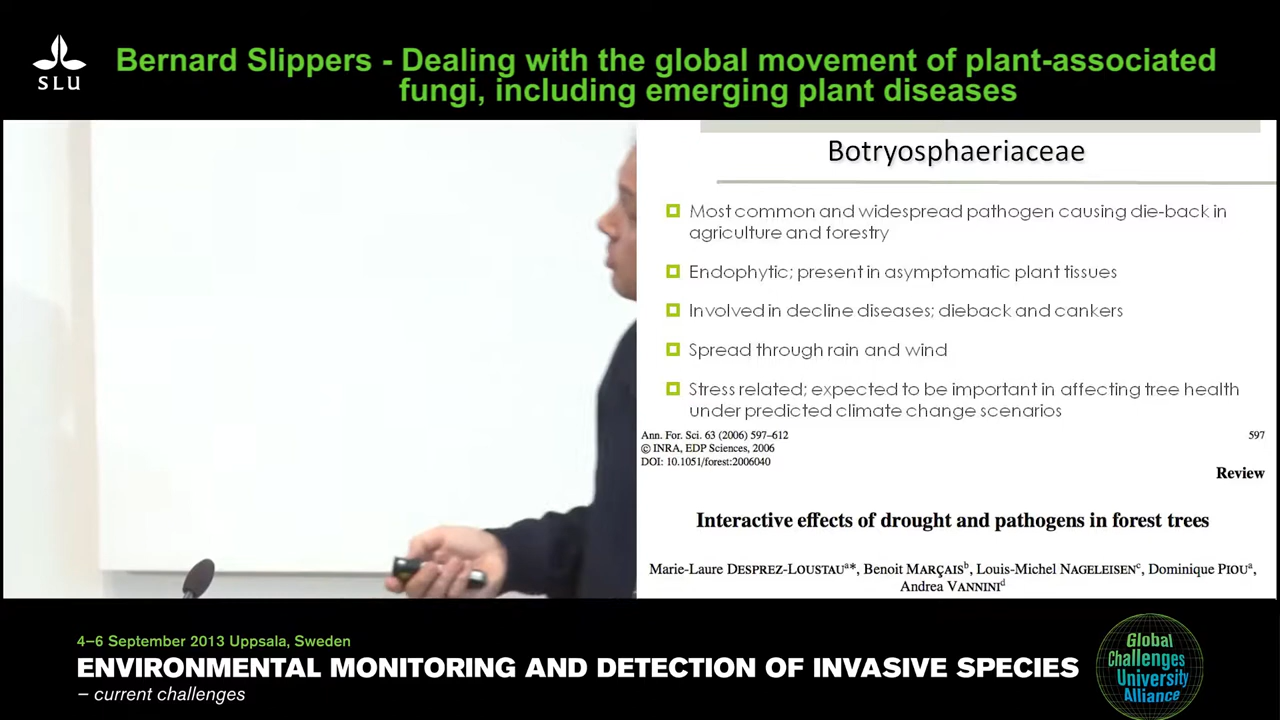 SLU
Bernard Slippers - Dealing with the global movement of plant-associated
fungi, including emerging plant diseases
Botryosphaeriaceae
Most common and widespread pathogen causing die-back in
agriculture and forestry
Endophytic; present in asymptomatic plant tissues
Involved in decline diseases; dieback and cankers
Spread through rain and wind
Stress related; expected to be important in affecting tree health
under predicted climate change scenarios
Ann. For. Sci. 63 (2006) 597–612
597
© INRA, EDP Sciences, 2006
DOI: 10.1051/forest:2006040
Review
Interactive effects of drought and pathogens in forest trees
Marie-Laure DESPREZ-LOUSTAUa*, Benoit MARÇAISb, Louis-Michel NAGELEISENc, Dominique PIOUa,
Andrea VANNINId
4–6 September 2013 Uppsala, Sweden
ENVIRONMENTAL MONITORING AND DETECTION OF INVASIVE SPECIES
– current challenges
Global
Challenges
University
Alliance